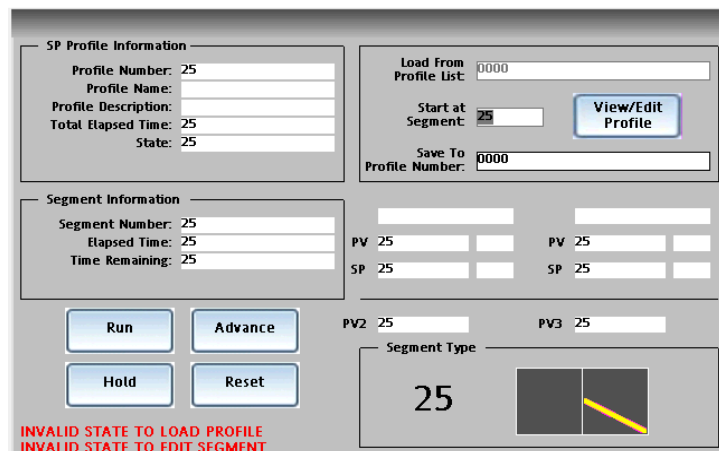 SP Profile Information
Profile Number: 25
Profile Name:
Profile Description:
Total Elapsed Time: 25
State: 25
Load From
Profile List: 0000
Start at
Segment: 25
View/Edit
Profile
Save To
Profile Number: 0000
Segment Information
Segment Number: 25
Elapsed Time: 25
Time Remaining: 25
PV 25
PV 25
SP 25
SP 25
Run
Advance
Hold
Reset
PV2 25
PV3 25
Segment Type
25
INVALID STATE TO LOAD PROFILE
INVALID STATE TO EDIT SEGMENT